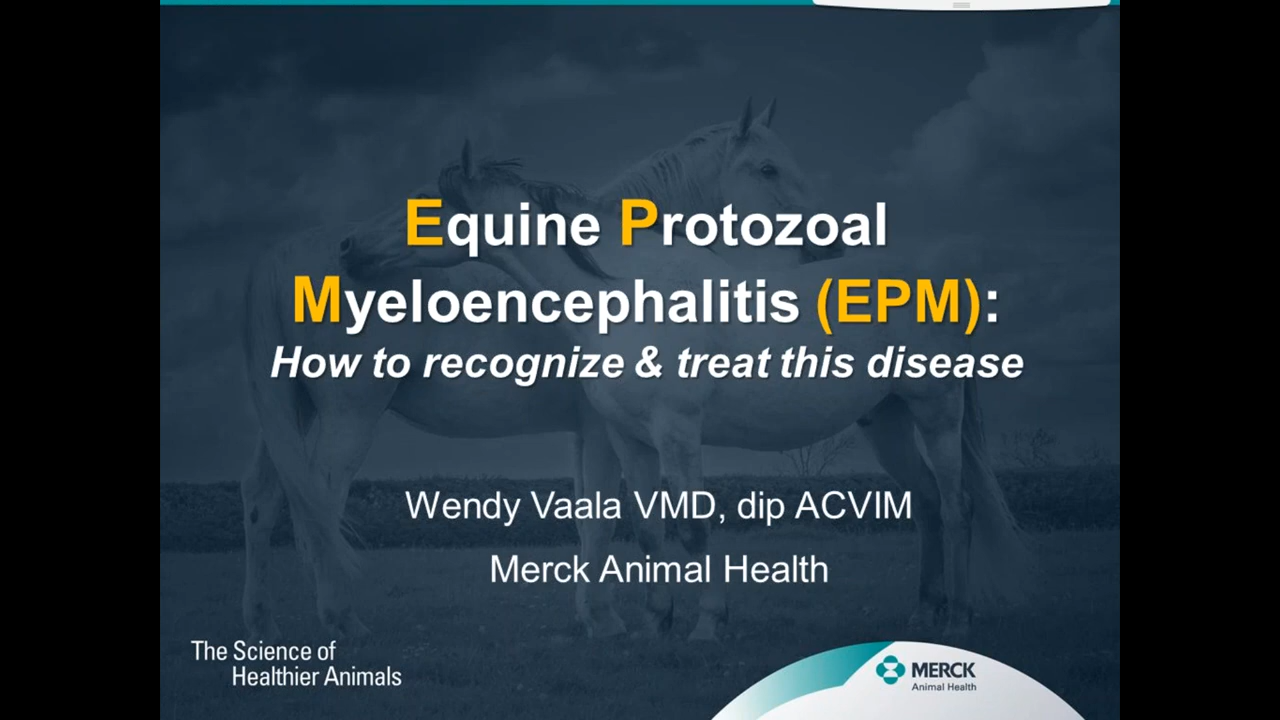 Equine Protozoal
Myeloencephalitis (EPM):
How to recognize & treat this disease
Wendy Vaala VMD, dip ACVIM
Merck Animal Health
The Science of
Healthier Animals
MERCK
Animal Health